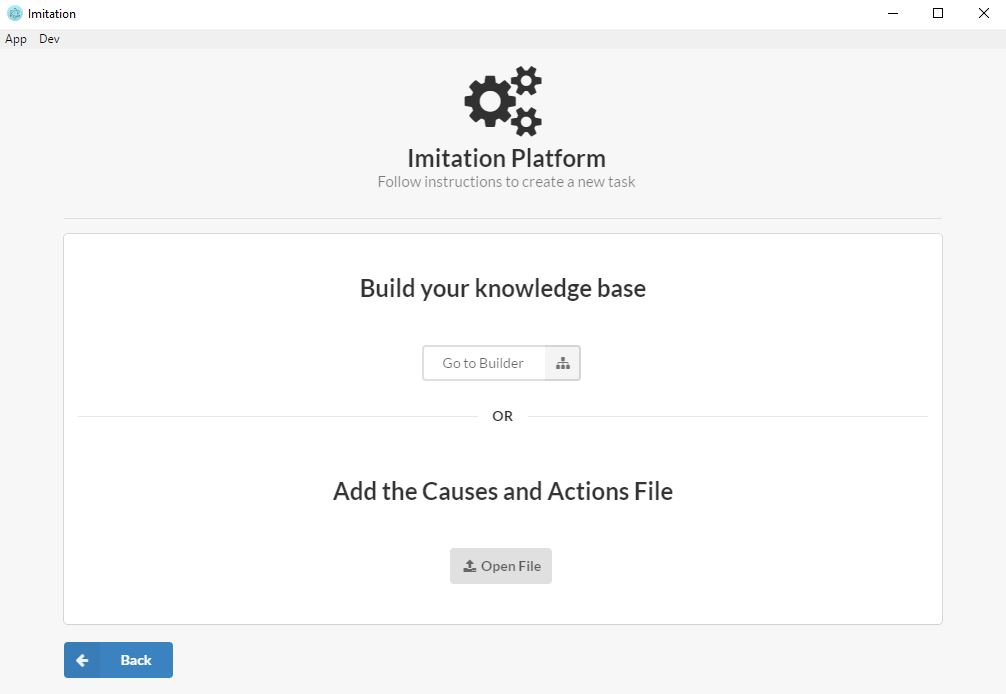 Imitation
App Dev
Imitation Platform
Follow instructions to create a new task
Build your knowledge base
Go to Builder
OR
Add the Causes and Actions File
Open File
Back